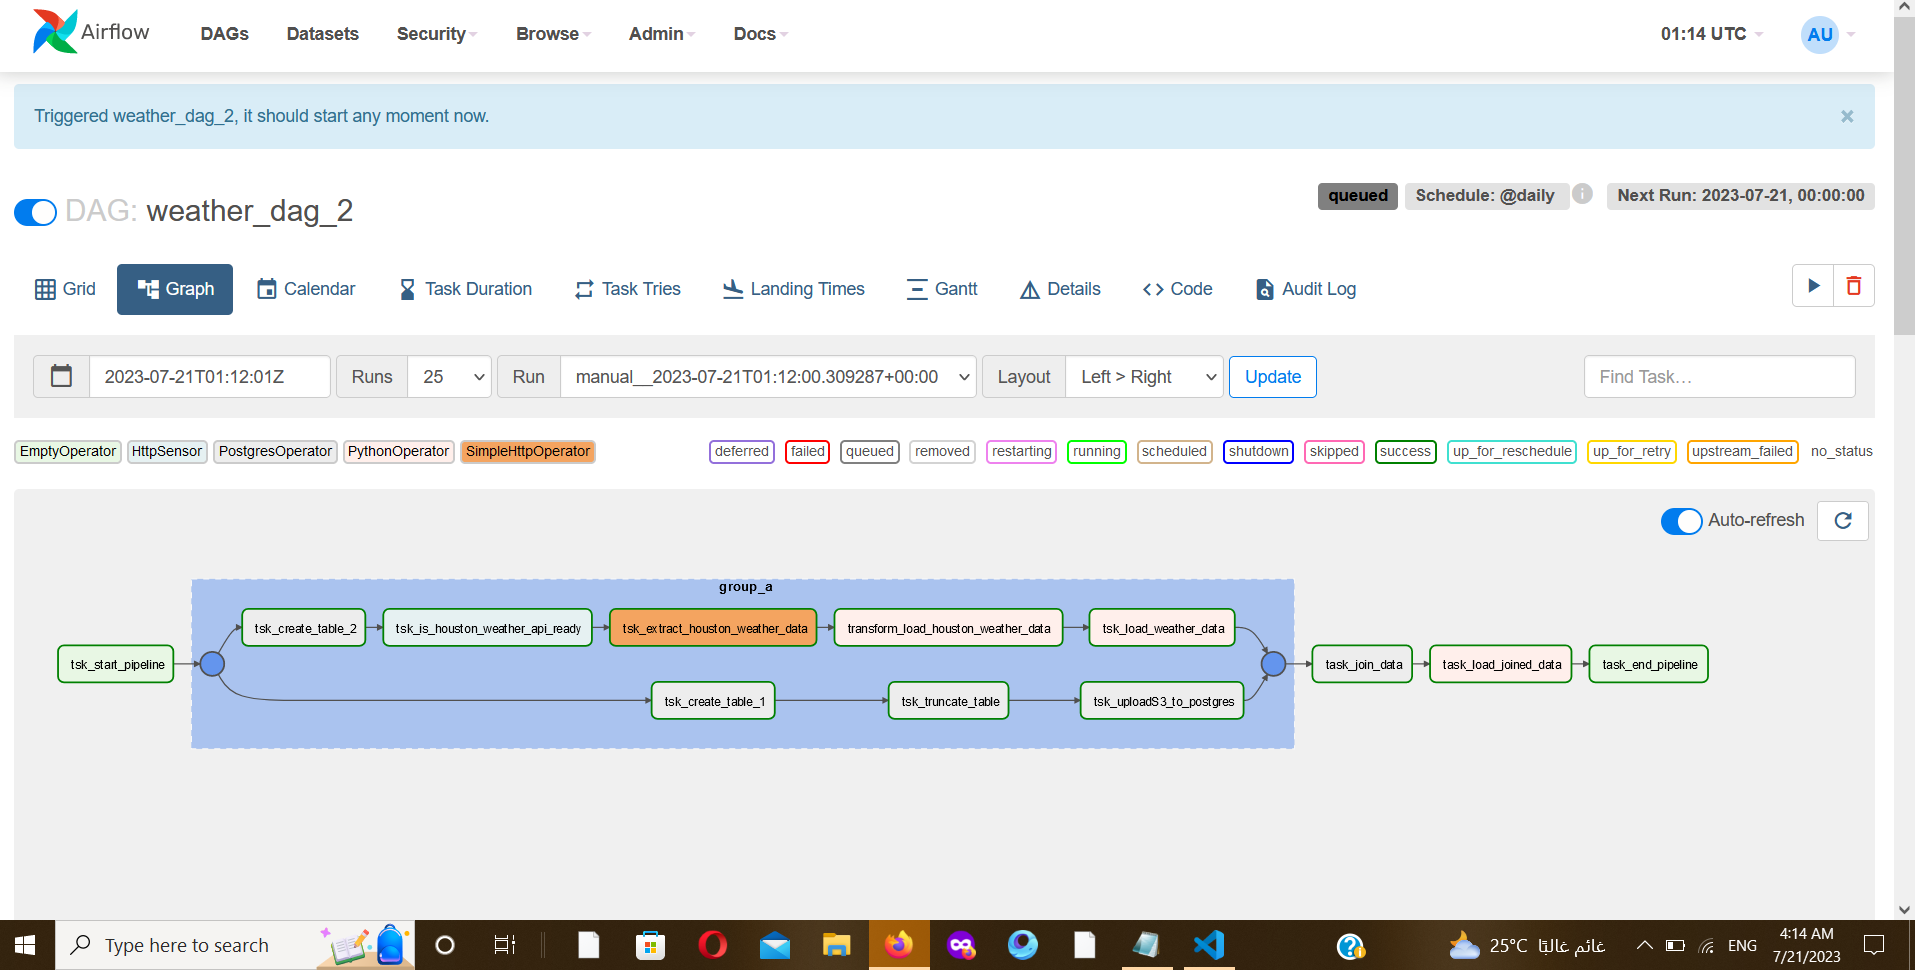 Airflow
DAGs Datasets Security Browse Admin Docs 01:14 UTC AU
Triggered weather_dag_2, it should start any moment now. ×
DAG: weather_dag_2
queued Schedule: @daily Next Run: 2023-07-21, 00:00:00
Grid Graph Calendar Task Duration Task Tries Landing Times Gantt Details Code Audit Log
2023-07-21T01:12:01Z Runs 25 Run manual__2023-07-21T01:12:00.309287+00:00 Layout Left > Right Update Find Task…
EmptyOperator HttpSensor PostgresOperator PythonOperator SimpleHttpOperator deferred failed queued removed restarting running scheduled shutdown skipped success up_for_reschedule up_for_retry upstream_failed no_status
Auto-refresh
group_a
tsk_create_table_2 tsk_is_houston_weather_api_ready tsk_extract_houston_weather_data transform_load_houston_weather_data tsk_load_weather_data
tsk_start_pipeline task_join_data task_load_joined_data task_end_pipeline
tsk_create_table_1 tsk_truncate_table tsk_uploadS3_to_postgres
Type here to search 25°C غائم غالبًا ENG 4:14 AM
7/21/2023